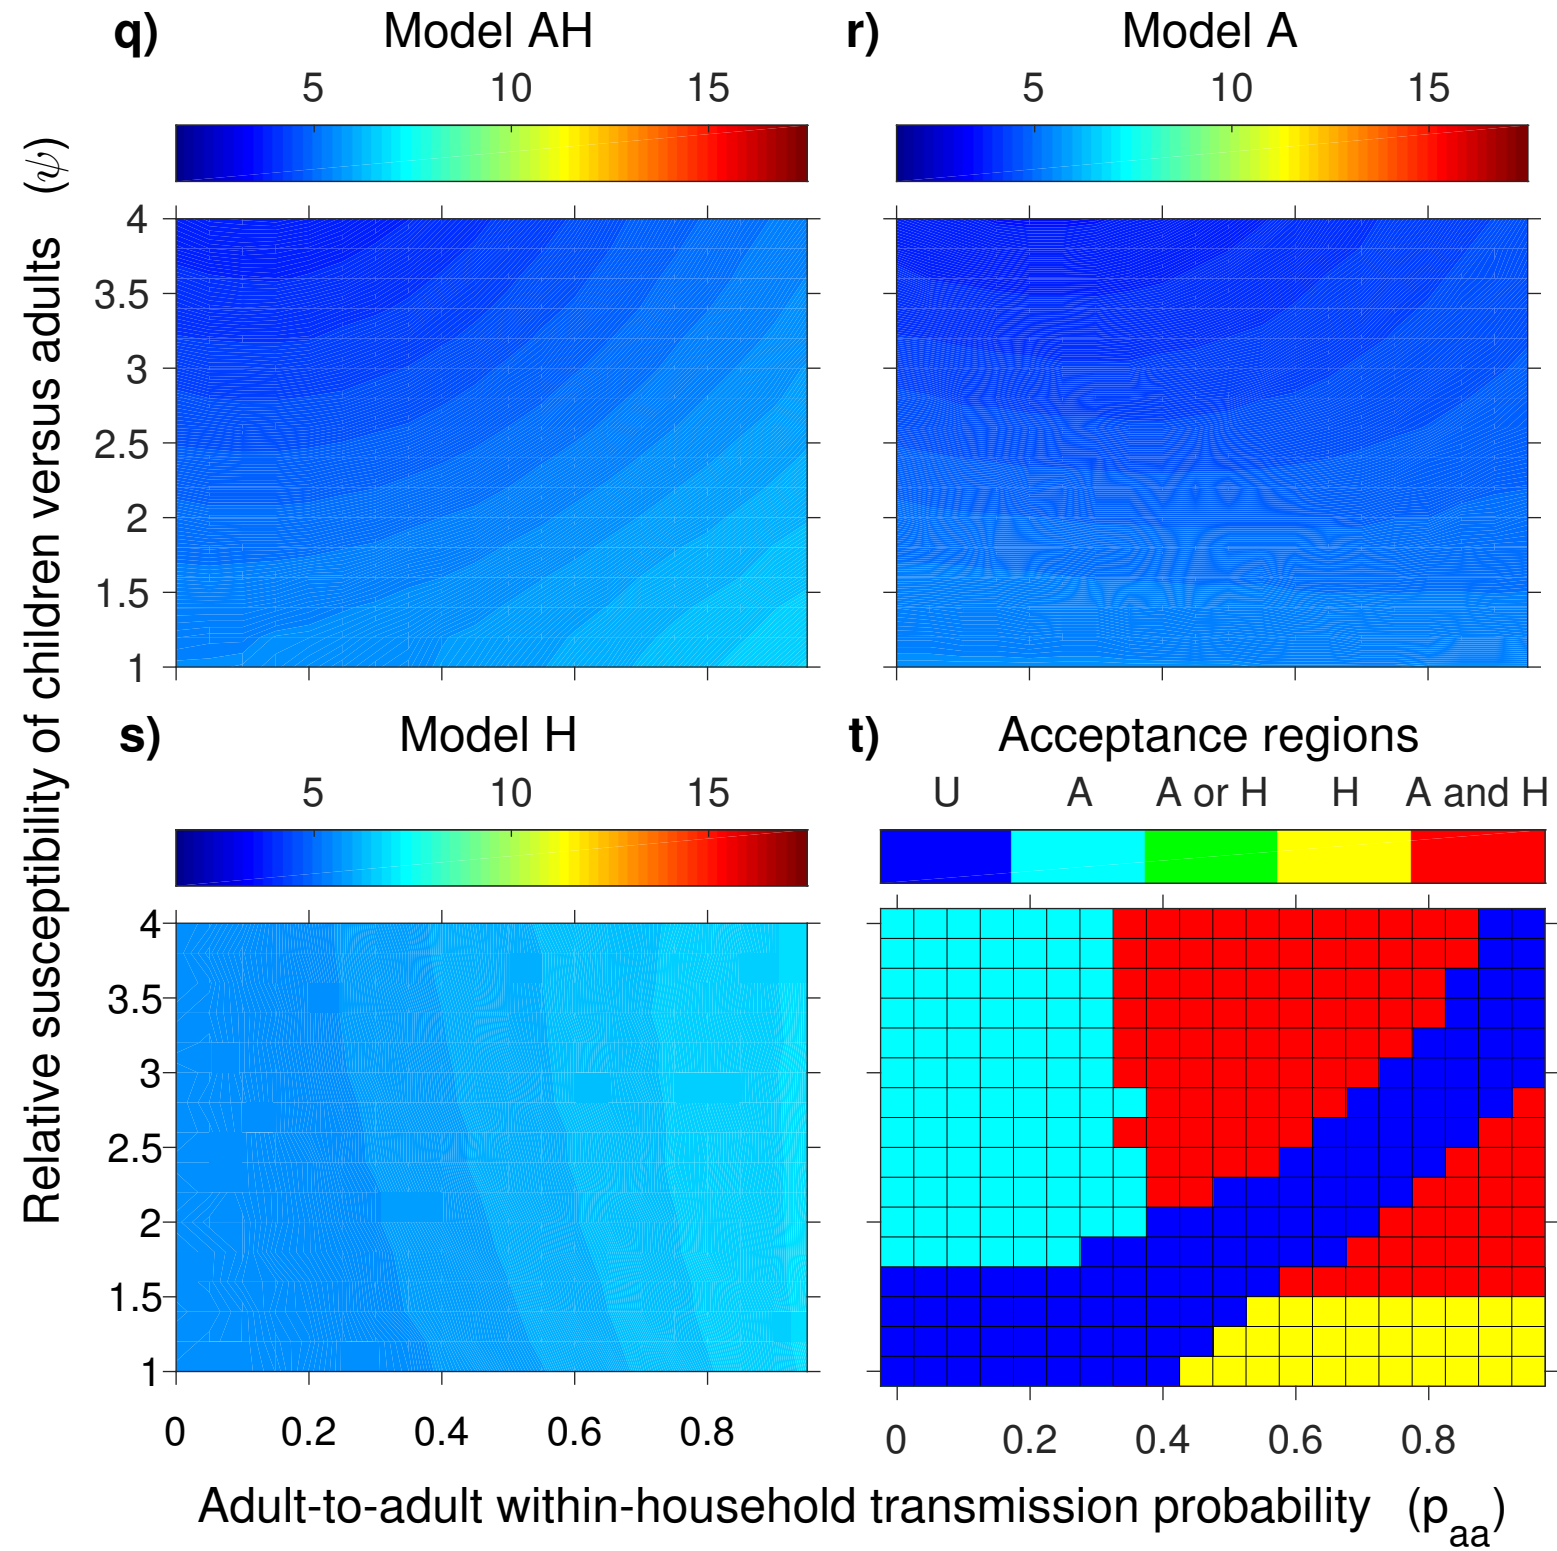 q) Model AH
5 10 15
r) Model A
5 10 15
4
3.5
3
2.5
2
1.5
1
s) Model H
5 10 15
t) Acceptance regions
U A A or H H A and H
4
3.5
3
2.5
2
1.5
1
0 0.2 0.4 0.6 0.8
0 0.2 0.4 0.6 0.8
Relative susceptibility of children versus adults (ψ)
Adult-to-adult within-household transmission probability (p_aa)